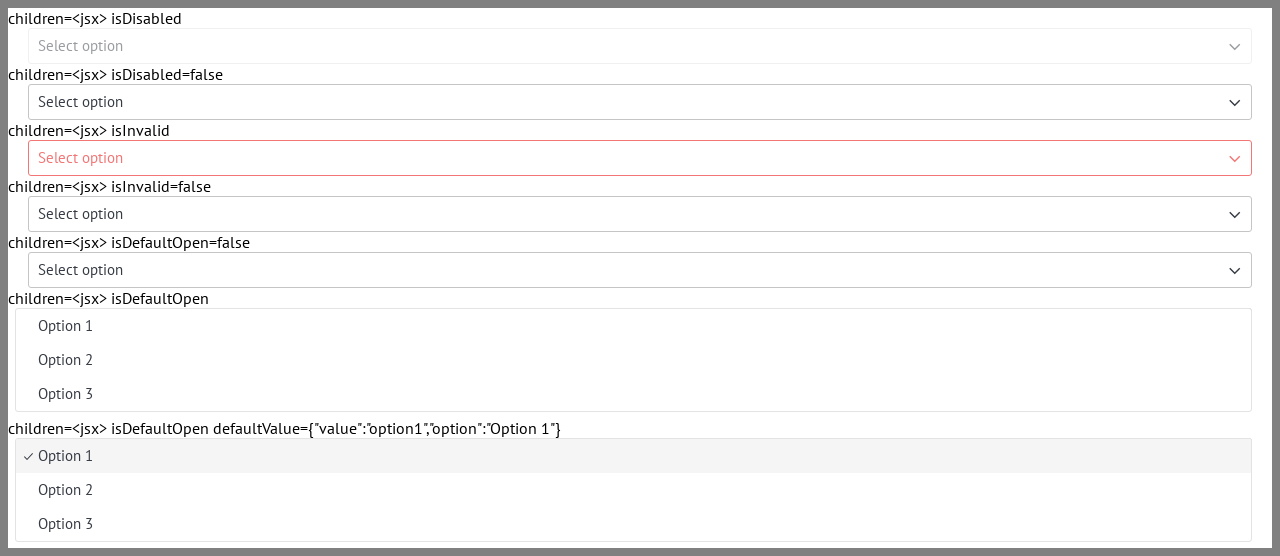 children=<jsx> isDisabled
Select option
children=<jsx> isDisabled=false
Select option
children=<jsx> isInvalid
Select option
children=<jsx> isInvalid=false
Select option
children=<jsx> isDefaultOpen=false
Select option
children=<jsx> isDefaultOpen
Option 1
Option 2
Option 3
children=<jsx> isDefaultOpen defaultValue={"value":"option1","option":"Option 1"}
Option 1
Option 2
Option 3